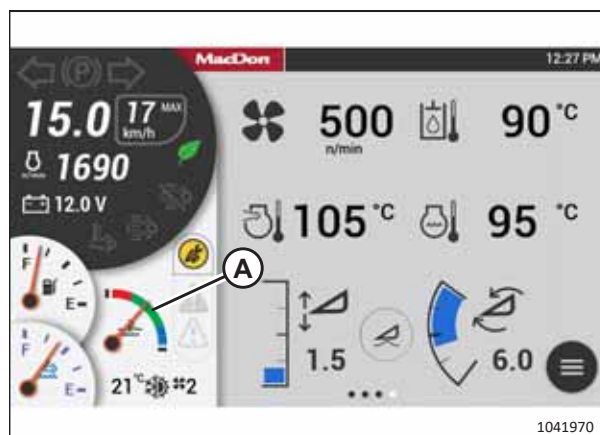 MacDon
12:27 PM
P
15.0 17 MAX
km/h
n/min 1690
12.0 V
F
E
F
E
21 °C 2
A
500 n/min
90 °C
105 °C
95 °C
1.5
6.0
1041970